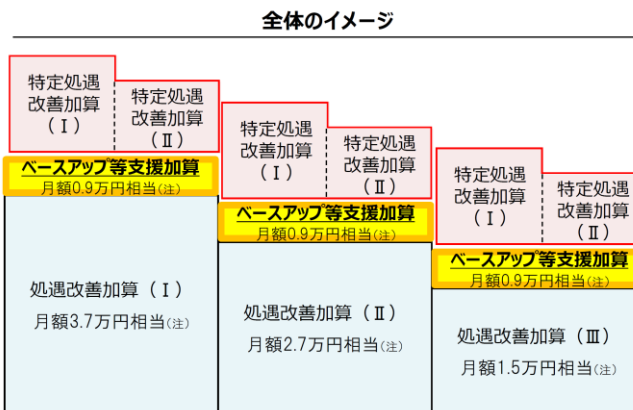 全体のイメージ
特定処遇
改善加算
（Ⅰ）
特定処遇
改善加算
（Ⅱ）
ベースアップ等支援加算
月額0.9万円相当(注)
処遇改善加算（Ⅰ）
月額3.7万円相当(注)
特定処遇
改善加算
（Ⅰ）
特定処遇
改善加算
（Ⅱ）
ベースアップ等支援加算
月額0.9万円相当(注)
処遇改善加算（Ⅱ）
月額2.7万円相当(注)
特定処遇
改善加算
（Ⅰ）
特定処遇
改善加算
（Ⅱ）
ベースアップ等支援加算
月額0.9万円相当(注)
処遇改善加算（Ⅲ）
月額1.5万円相当(注)